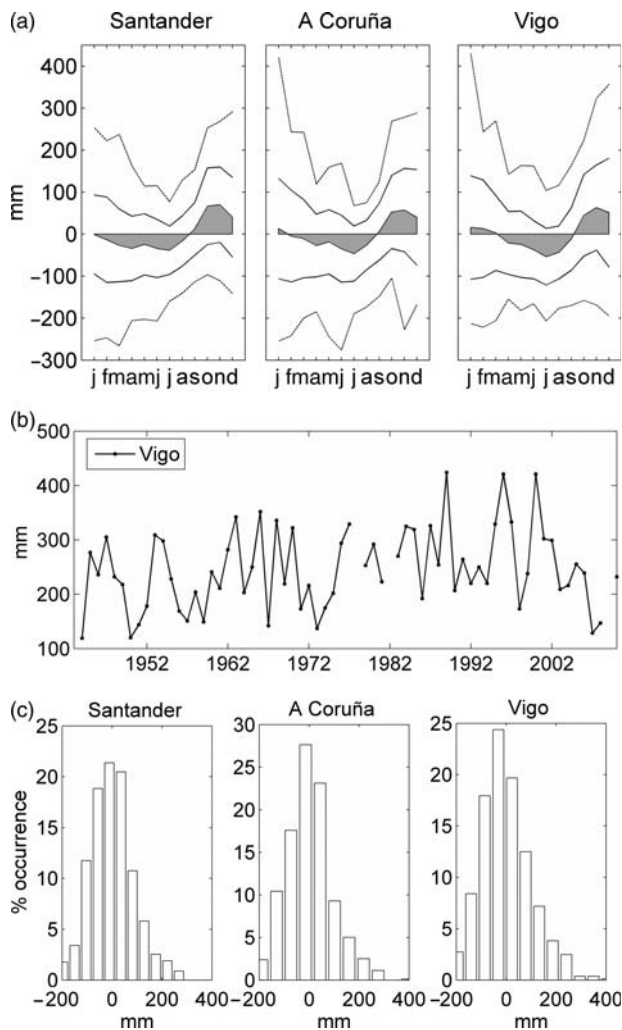 (a) Santander A Coruña Vigo
400
300
200
100
0
−100
−200
−300
mm
j fmamj j asond j fmamj j asond j fmamj j asond
(b)
500
400
300
200
100
mm
Vigo
1952 1962 1972 1982 1992 2002
(c) Santander A Coruña Vigo
25
20
15
10
5
0
% occurrence
−200 0 200 400
mm
30
25
20
15
10
5
0
−200 0 200 400
mm
25
20
15
10
5
0
−200 0 200 400
mm